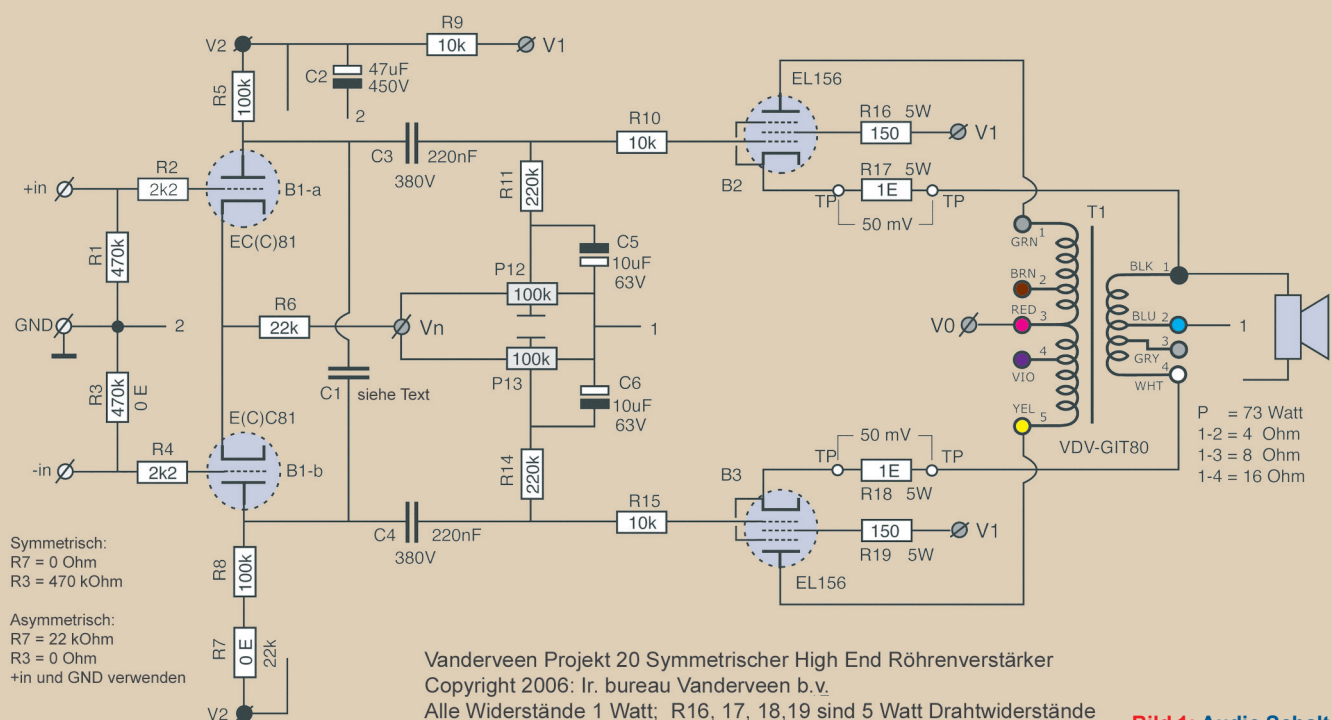 R9
V2
10k
V1
C2
47uF
450V
R5
100k
2
EL156
R16 5W
150
V1
R10
10k
C3
220nF
380V
R2
2k2
+in
B1-a
EC(C)81
B2
R17 5W
1E
TP
TP
50 mV
R11
220k
T1
GRN 1
R1
470k
C5
10uF
63V
P12
100k
BRN 2
BLK 1
R6
22k
GND
2
Vn
1
V0
RED 3
BLU 2
1
3
GRY
P13
100k
4
VIO
4
WHT
C1
siehe Text
R3
470k
0 E
C6
10uF
63V
E(C)C81
YEL 5
VDV-GIT80
P = 73 Watt
1-2 = 4 Ohm
1-3 = 8 Ohm
1-4 = 16 Ohm
50 mV
TP
TP
1E
R18 5W
-in
R4
2k2
B1-b
R14
220k
B3
R15
10k
C4
220nF
380V
150
V1
R19 5W
EL156
Symmetrisch:
R7 = 0 Ohm
R3 = 470 kOhm
R8
100k
Asymmetrisch:
R7 = 22 kOhm
R3 = 0 Ohm
+in und GND verwenden
R7
0 E
22k
V2
Vanderveen Projekt 20 Symmetrischer High End Röhrenverstärker
Copyright 2006: Ir. bureau Vanderveen b.v.
Alle Widerstände 1 Watt; R16, 17, 18,19 sind 5 Watt Drahtwiderstände
Bild 1: Audio Schalt